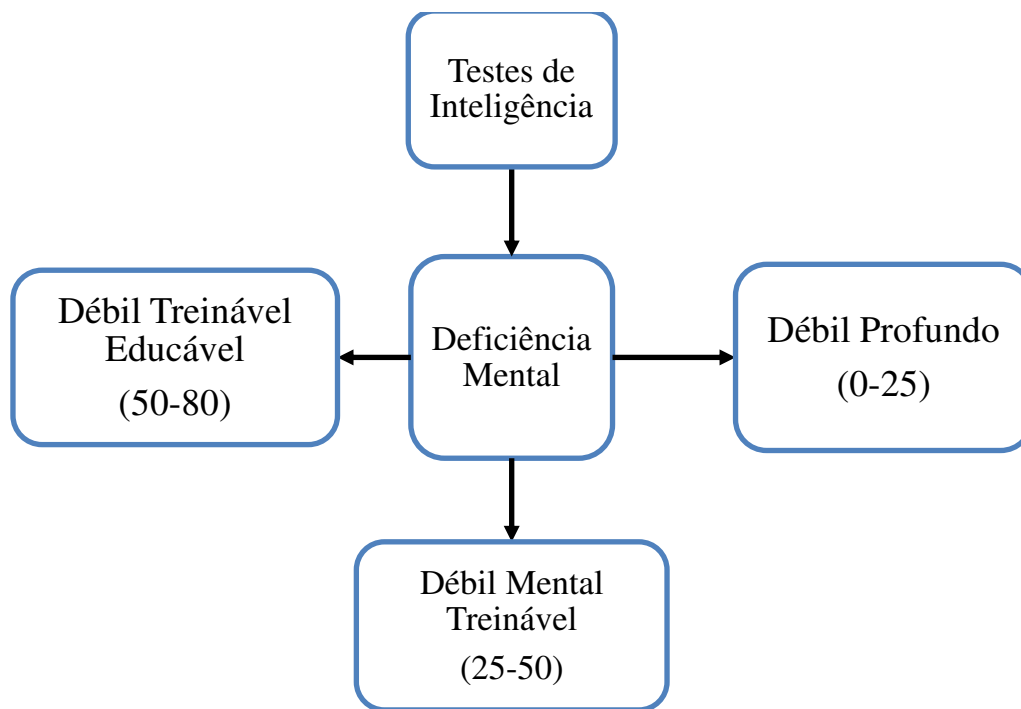 Testes de
Inteligência
Débil Treinável
Educável
(50-80)
Deficiência
Mental
Débil Profundo
(0-25)
Débil Mental
Treinável
(25-50)